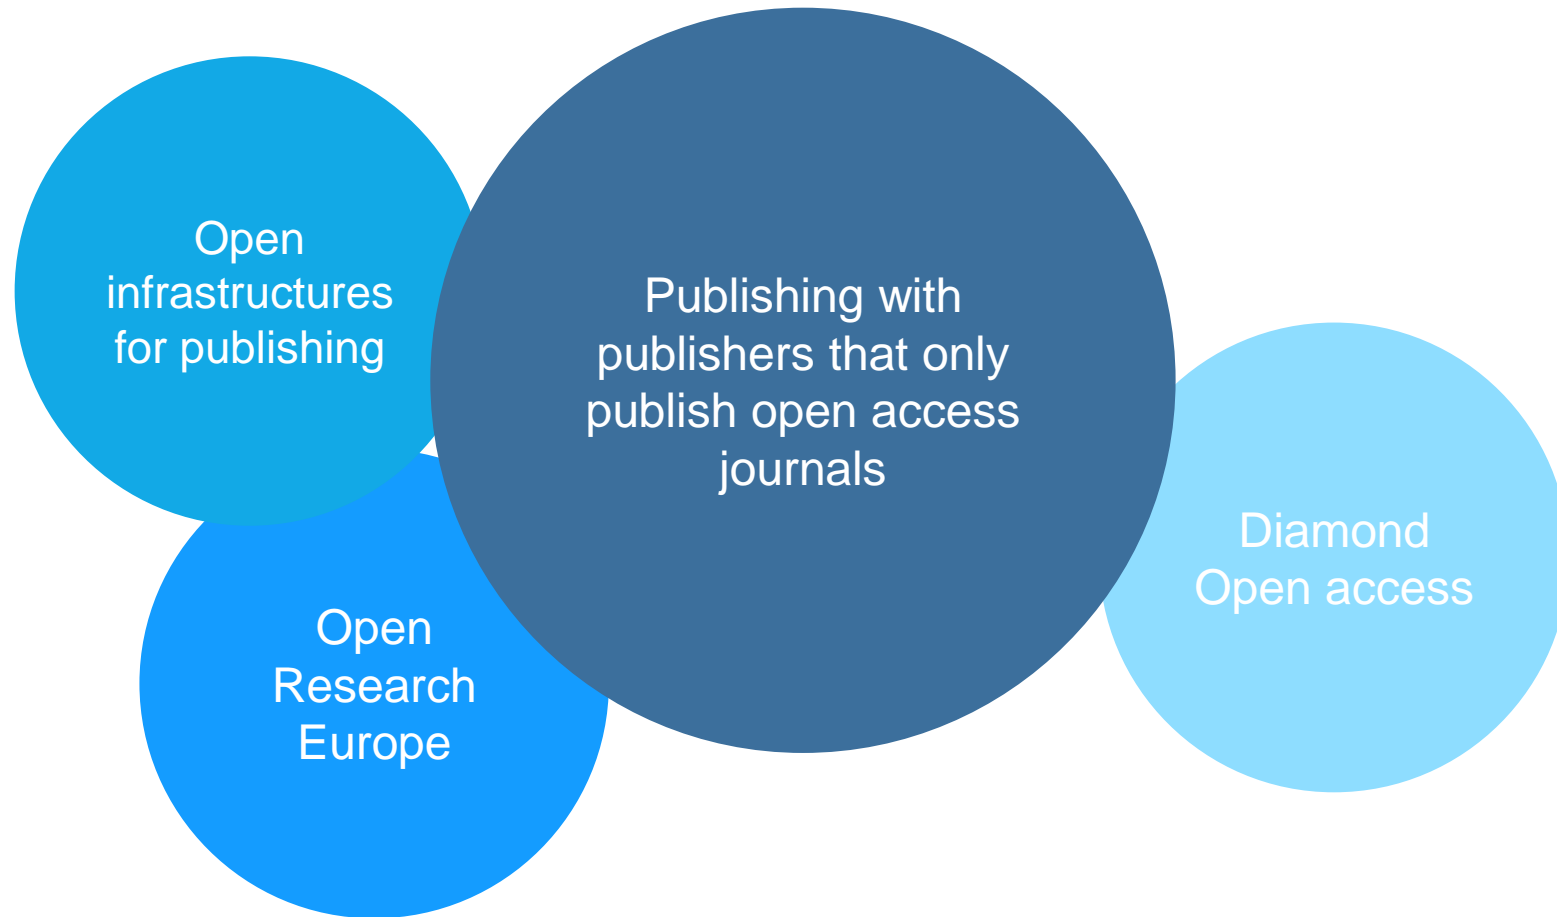 Open
infrastructures
for publishing
Publishing with
publishers that only
publish open access
journals
Diamond
Open access
Open
Research
Europe